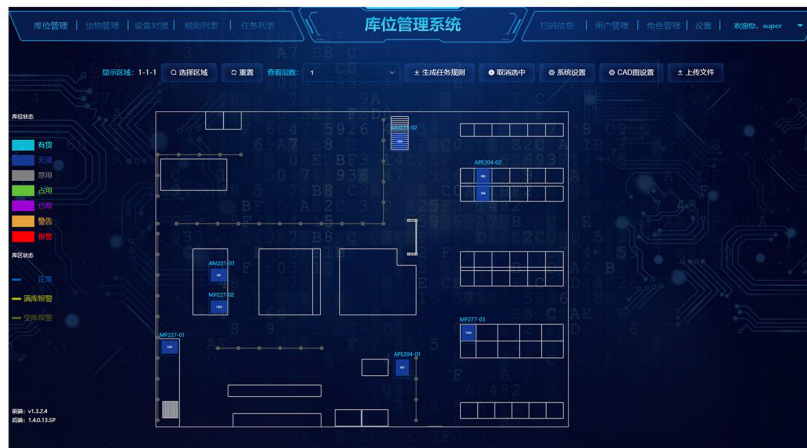 库位管理 货物管理 设备对接 规则列表 任务列表 库位管理系统 扫码信息 用户管理 角色管理 设置 欢迎您, super
显示区域: 1-1-1 选择区域 重置 查看层数: 1 生成任务规则 取消选中 系统设置 CAD图设置 上传文件
库位状态
有货
无货
禁用
占用
已取
警告
报警
库区状态
正常
满库报警
空库报警
AM221-02
APE204-02
AM221-01
MP227-02
MP227-01
MP277-03
APE204-01
前端: v1.3.2.4
后端: 1.4.0.13.SP